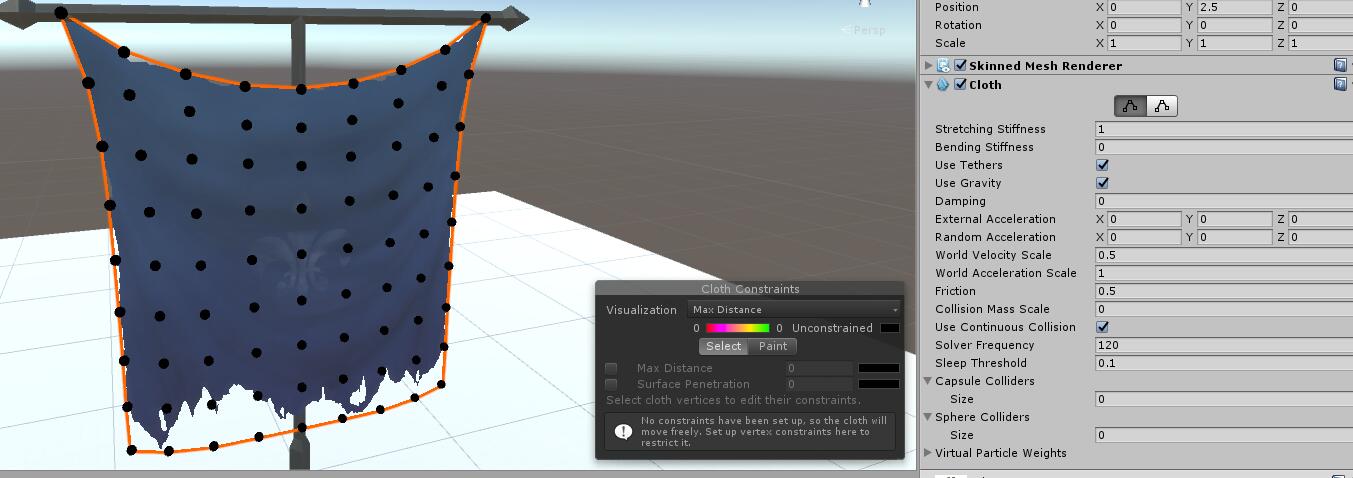 Persp
Position X 0 Y 2.5 Z 0
Rotation X 0 Y 0 Z 0
Scale X 1 Y 1 Z 1
Skinned Mesh Renderer
Cloth
Stretching Stiffness 1
Bending Stiffness 0
Use Tethers
Use Gravity
Damping 0
External Acceleration X 0 Y 0 Z 0
Random Acceleration X 0 Y 0 Z 0
World Velocity Scale 0.5
World Acceleration Scale 1
Friction 0.5
Collision Mass Scale 0
Use Continuous Collision
Solver Frequency 120
Sleep Threshold 0.1
Capsule Colliders
Size 0
Sphere Colliders
Size 0
Virtual Particle Weights
Cloth Constraints
Visualization Max Distance
0 0 Unconstrained
Select Paint
Max Distance 0
Surface Penetration 0
Select cloth vertices to edit their constraints.
No constraints have been set up, so the cloth will
move freely. Set up vertex constraints here to
restrict it.